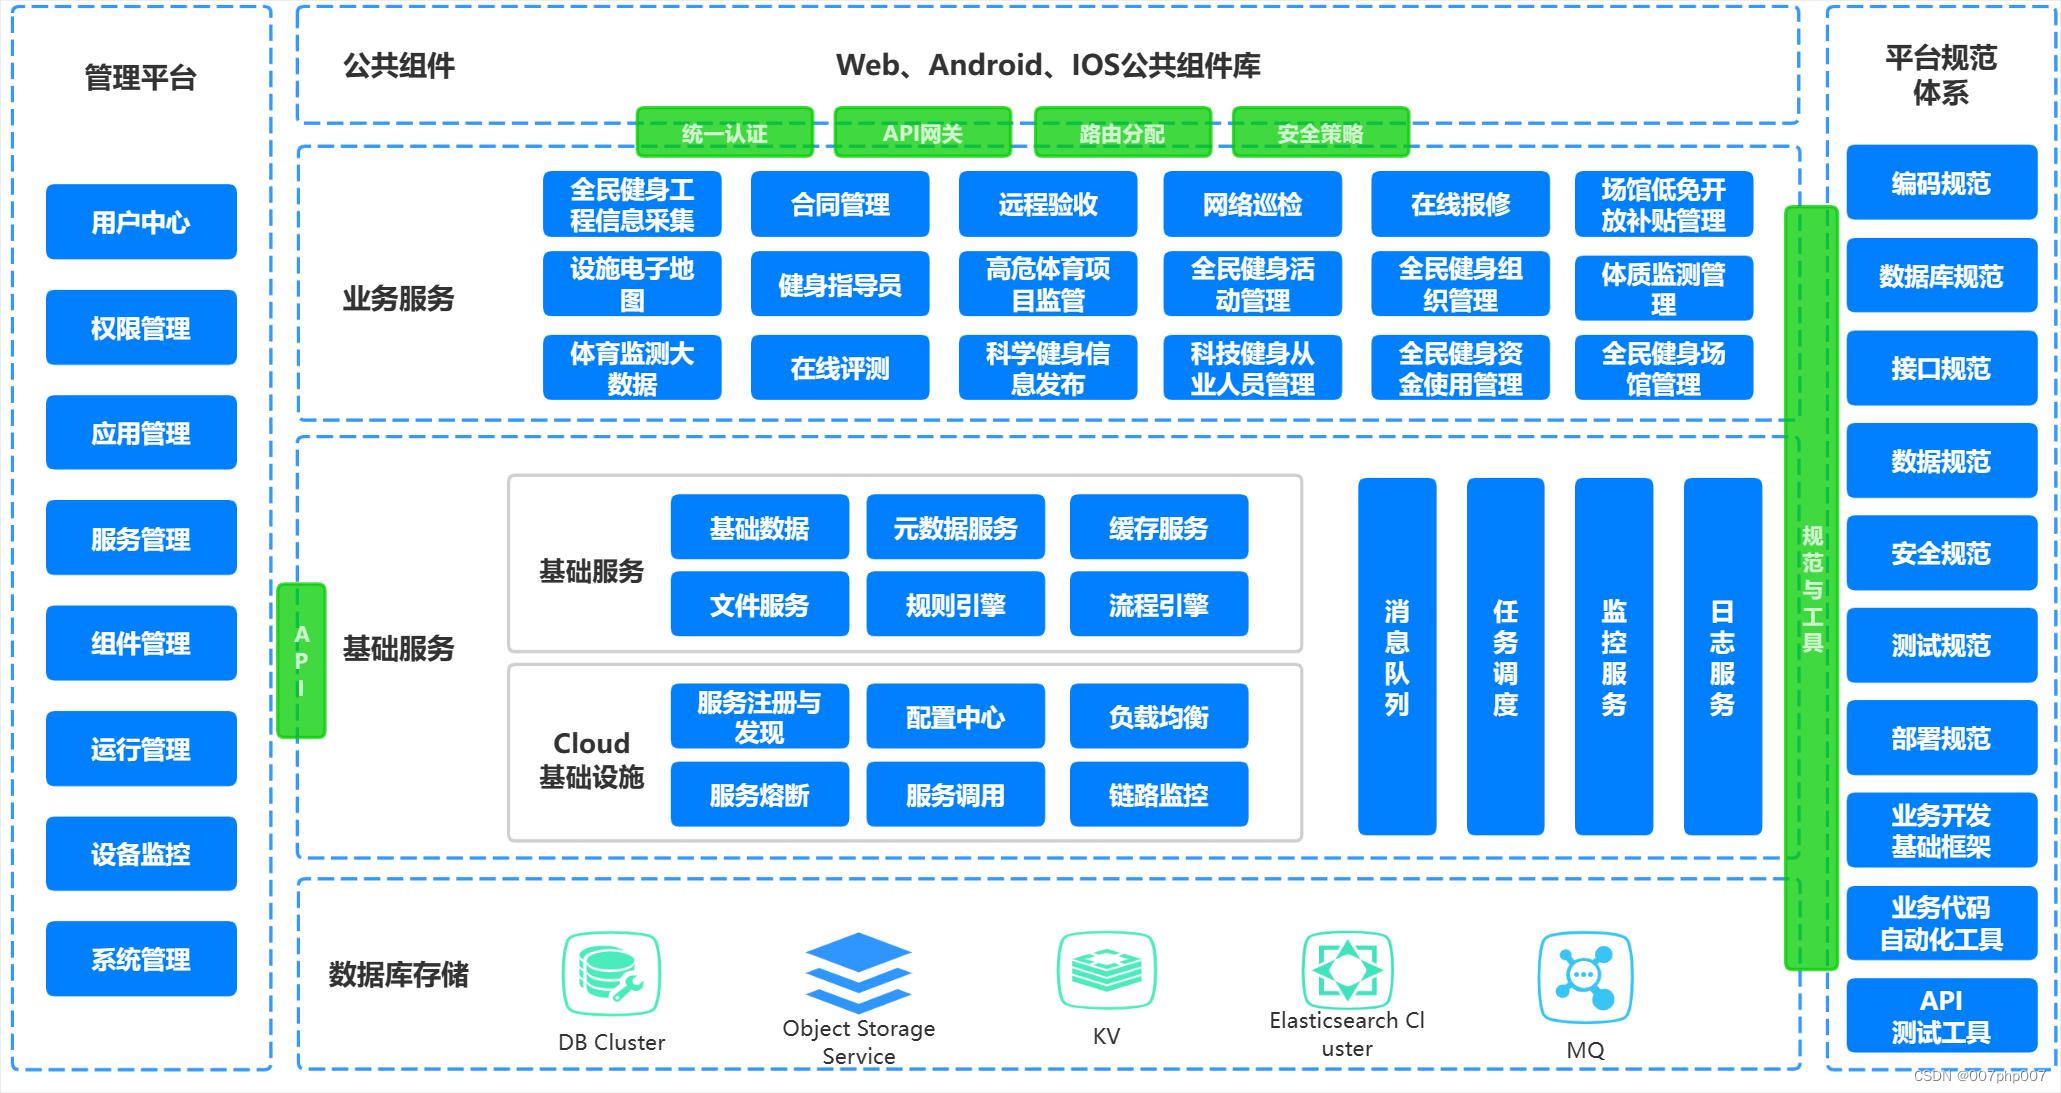 管理平台
用户中心
权限管理
应用管理
服务管理
组件管理
运行管理
设备监控
系统管理
API
公共组件
Web、Android、IOS公共组件库
统一认证
API网关
路由分配
安全策略
业务服务
全民健身工
程信息采集
合同管理
远程验收
网络巡检
在线报修
场馆低免开
放补贴管理
设施电子地
图
健身指导员
高危体育项
目监管
全民健身活
动管理
全民健身组
织管理
体质监测管
理
体育监测大
数据
在线评测
科学健身信
息发布
科技健身从
业人员管理
全民健身资
金使用管理
全民健身场
馆管理
基础服务
基础服务
基础数据
元数据服务
缓存服务
文件服务
规则引擎
流程引擎
Cloud
基础设施
服务注册与
发现
配置中心
负载均衡
服务熔断
服务调用
链路监控
消息队列
任务调度
监控服务
日志服务
数据库存储
DB Cluster
Object Storage
Service
KV
Elasticsearch Cl
uster
MQ
规范与工具
平台规范
体系
编码规范
数据库规范
接口规范
数据规范
安全规范
测试规范
部署规范
业务开发
基础框架
业务代码
自动化工具
API
测试工具
CSDN @007php007